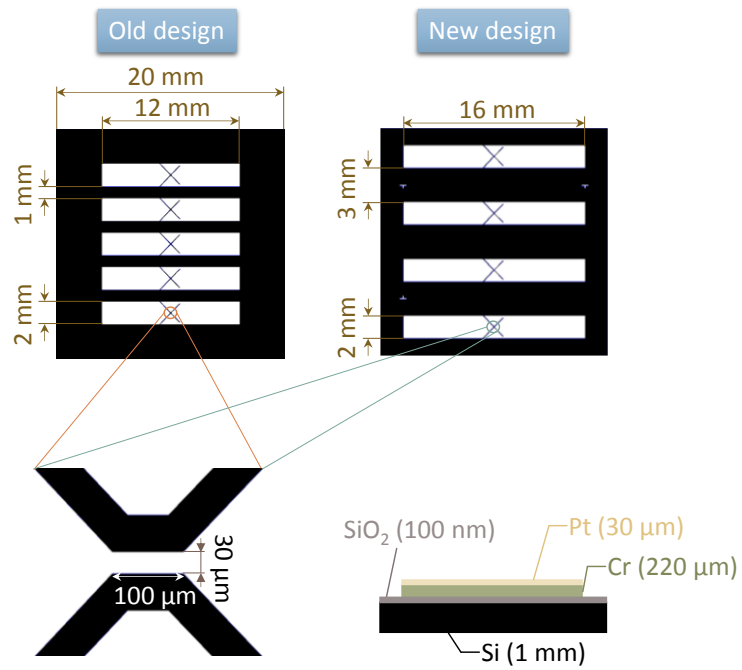 Old design
New design
20 mm
12 mm
16 mm
1 mm
3 mm
2 mm
2 mm
30 µm
100 µm
SiO₂ (100 nm)
Pt (30 µm)
Cr (220 µm)
Si (1 mm)